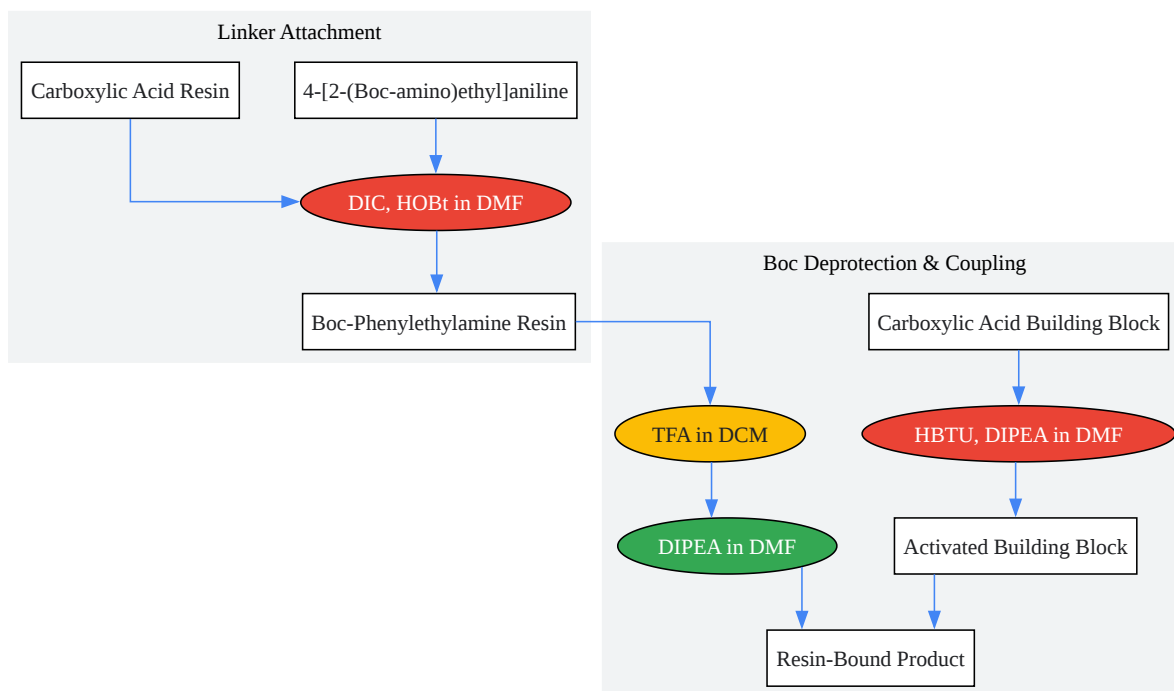 Linker Attachment
Carboxylic Acid Resin
4-[2-(Boc-amino)ethyl]aniline
DIC, HOBt in DMF
Boc-Phenylethylamine Resin
Boc Deprotection & Coupling
Carboxylic Acid Building Block
TFA in DCM
HBTU, DIPEA in DMF
DIPEA in DMF
Activated Building Block
Resin-Bound Product